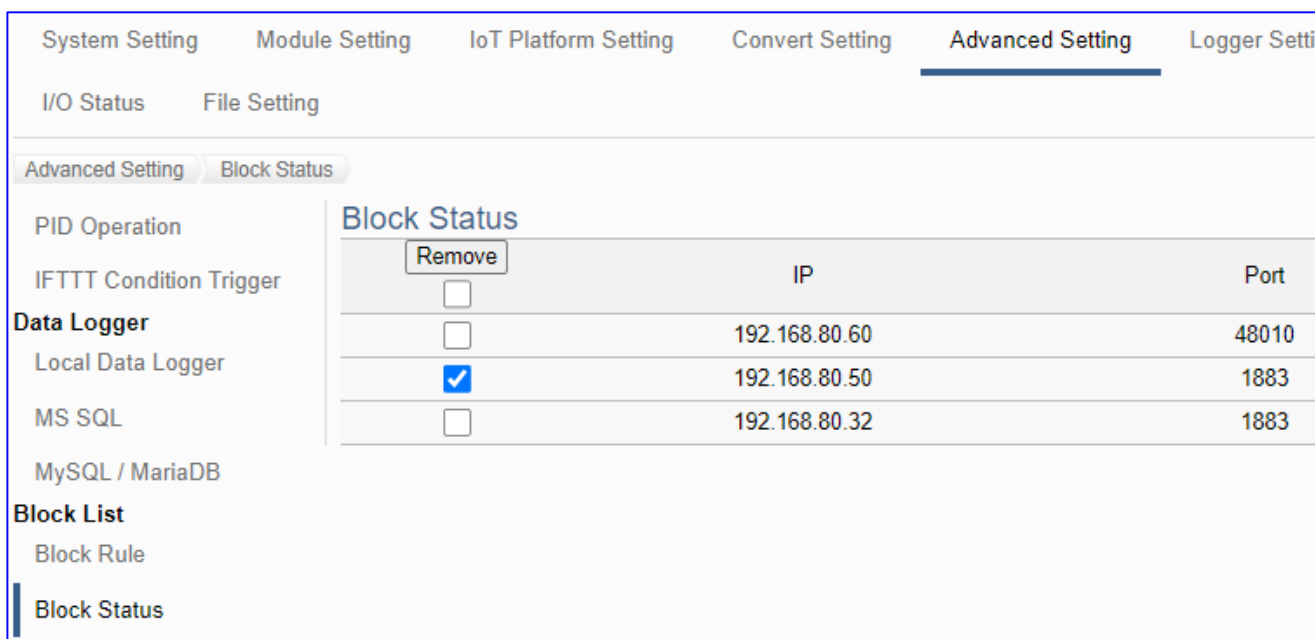 System Setting Module Setting IoT Platform Setting Convert Setting Advanced Setting Logger Setti
I/O Status File Setting
Advanced Setting Block Status
PID Operation
IFTTT Condition Trigger
Data Logger
Local Data Logger
MS SQL
MySQL / MariaDB
Block List
Block Rule
Block Status
Block Status
Remove IP Port
192.168.80.60 48010
192.168.80.50 1883
192.168.80.32 1883